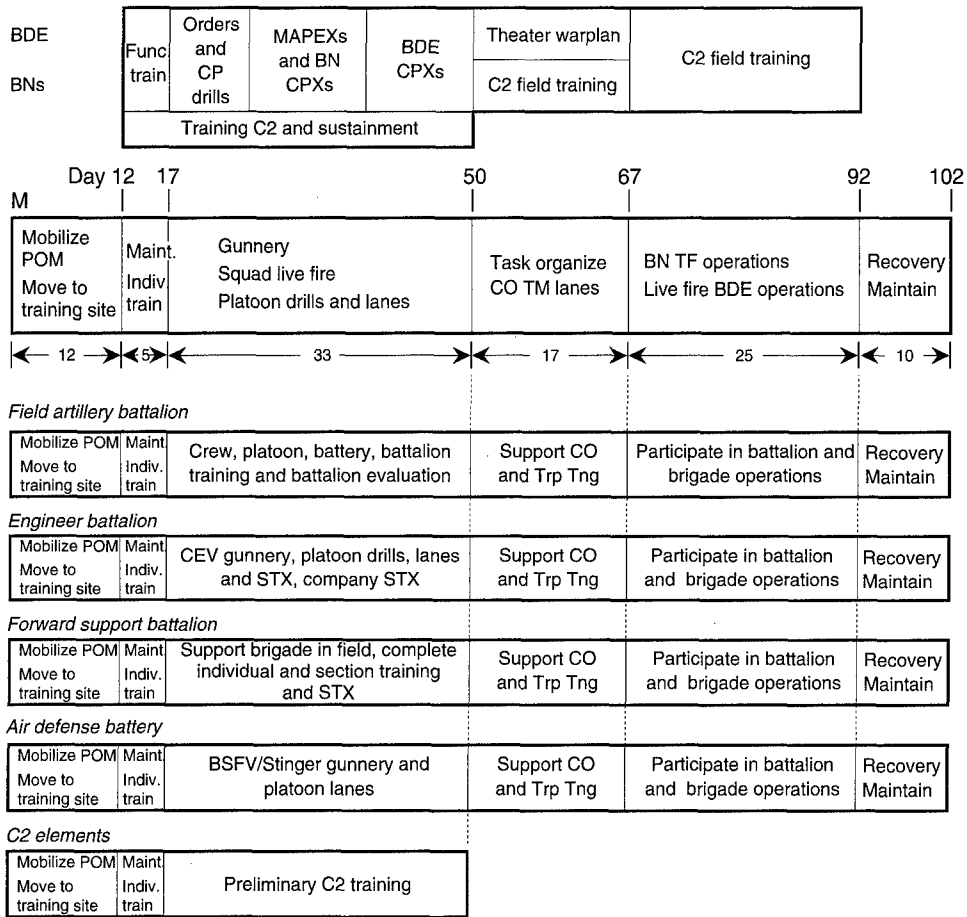 BDE
BNs
Func.
train
Orders
and
CP
drills
MAPEXs
and BN
CPXs
BDE
CPXs
Theater warplan
C2 field training
C2 field training
Training C2 and sustainment
Day 12 17 50 67 92 102
M
Mobilize
POM
Move to
training site
Maint.
Indiv.
train
Gunnery
Squad live fire
Platoon drills and lanes
Task organize
CO TM lanes
BN TF operations
Live fire BDE operations
Recovery
Maintain
12 5 33 17 25 10
Field artillery battalion
Mobilize POM
Move to
training site
Maint.
Indiv.
train
Crew, platoon, battery, battalion
training and battalion evaluation
Support CO
and Trp Tng
Participate in battalion and
brigade operations
Recovery
Maintain
Engineer battalion
Mobilize POM
Move to
training site
Maint.
Indiv.
train
CEV gunnery, platoon drills, lanes
and STX, company STX
Support CO
and Trp Tng
Participate in battalion
and brigade operations
Recovery
Maintain
Forward support battalion
Mobilize POM
Move to
training site
Maint.
Indiv.
train
Support brigade in field, complete
individual and section training
and STX
Support CO
and Trp Tng
Participate in battalion
and brigade operations
Recovery
Maintain
Air defense battery
Mobilize POM
Move to
training site
Maint.
Indiv.
train
BSFV/Stinger gunnery and
platoon lanes
Support CO
and Trp Tng
Participate in battalion
and brigade operations
Recovery
Maintain
C2 elements
Mobilize POM
Move to
training site
Maint.
Indiv.
train
Preliminary C2 training